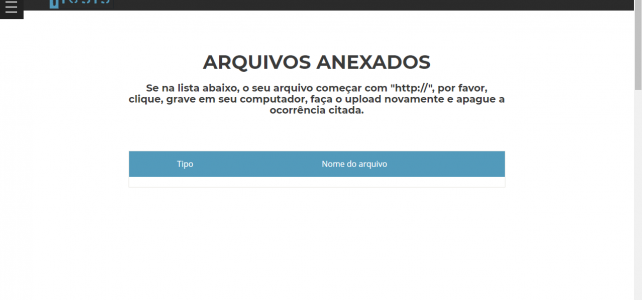 ARQUIVOS ANEXADOS
Se na lista abaixo, o seu arquivo começar com "http://", por favor,
clique, grave em seu computador, faça o upload novamente e apague a
ocorrência citada.
Tipo Nome do arquivo